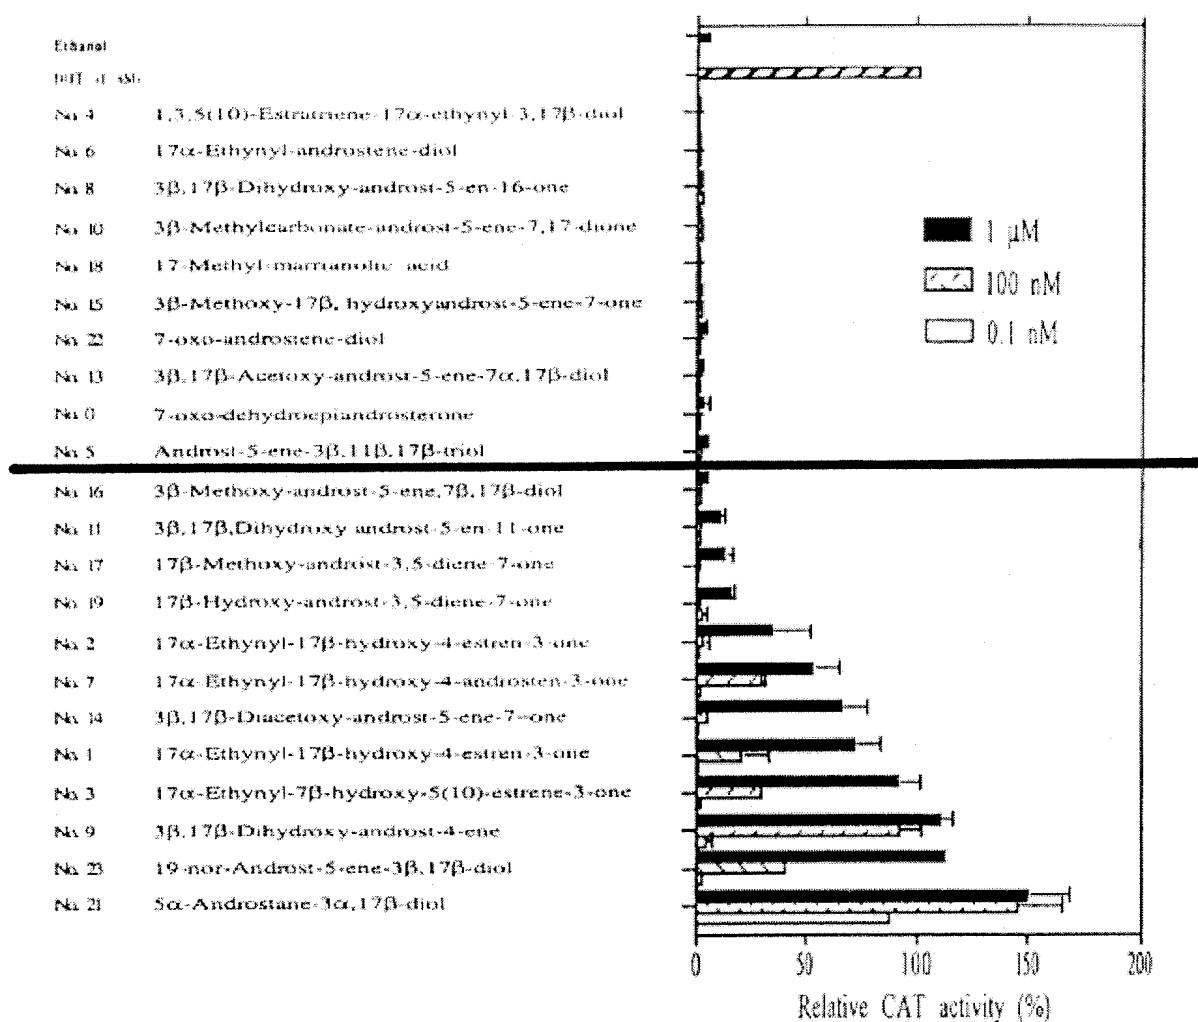 Ethanol
No. 4 1,3,5(10)-Estratriene-17α-ethynyl-3,17β-diol
No. 6 17α-Ethynyl-androstene-diol
No. 8 3β,17β-Dihydroxy-androst-5-en-16-one
No. 10 3β-Methylcarbonate-androst-5-ene-7,17-dione
No. 18 17-Methyl-marrianolic acid
No. 15 3β-Methoxy-17β, hydroxyandrost-5-ene-7-one
No. 22 7-oxo-androstene-diol
No. 13 3β,17β-Acetoxy-androst-5-ene-7α,17β-diol
No. 0 7-oxo-dehydroepiandrosterone
No. 5 Androst-5-ene-3β,11β,17β-triol
No. 16 3β-Methoxy-androst-5-ene,7β,17β-diol
No. 11 3β,17β,Dihydroxy androst-5-en-11-one
No. 17 17β-Methoxy-androst-3,5-diene-7-one
No. 19 17β-Hydroxy-androst-3,5-diene-7-one
No. 2 17α-Ethynyl-17β-hydroxy-4-estren-3-one
No. 7 17α-Ethynyl-17β-hydroxy-4-androsten-3-one
No. 14 3β,17β-Diacetoxy-androst-5-ene-7-one
No. 1 17α-Ethynyl-17β-hydroxy-4-estren-3-one
No. 3 17α-Ethynyl-7β-hydroxy-5(10)-estrene-3-one
No. 9 3β,17β-Dihydroxy-androst-4-ene
No. 23 19-nor-Androst-5-ene-3β,17β-diol
No. 21 5α-Androstane-3α,17β-diol
1 μM
100 nM
0.1 nM
0 50 100 150 200
Relative CAT activity (%)